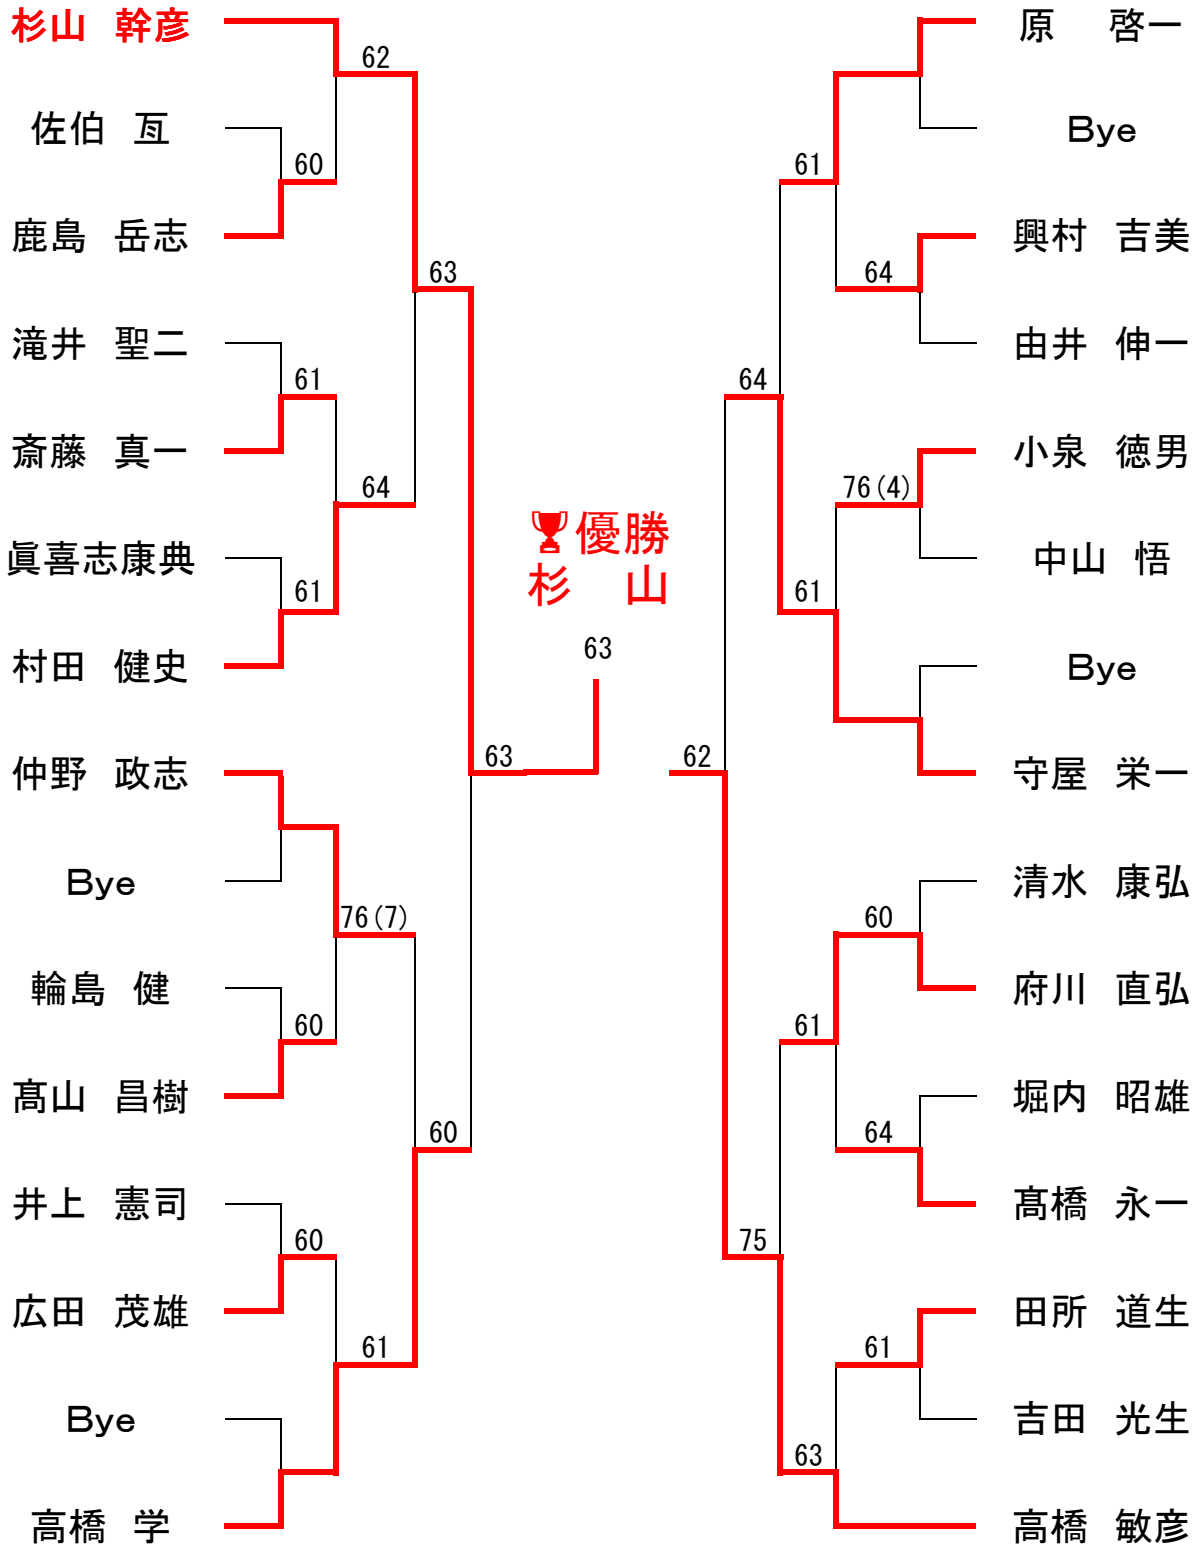 杉山 幹彦
62
佐伯 亙
60
鹿島 岳志
63
滝井 聖二
61
斎藤 真一
64
眞喜志康典
61
村田 健史
63
仲野 政志
Bye
76(7)
輪島 健
60
髙山 昌樹
60
井上 憲司
60
広田 茂雄
61
Bye
高橋 学
優勝
杉 山
63
原 啓一
Bye
61
興村 吉美
64
由井 伸一
64
小泉 徳男
76(4)
中山 悟
61
Bye
62
守屋 栄一
清水 康弘
60
府川 直弘
61
堀内 昭雄
64
髙橋 永一
75
田所 道生
61
吉田 光生
63
高橋 敏彦